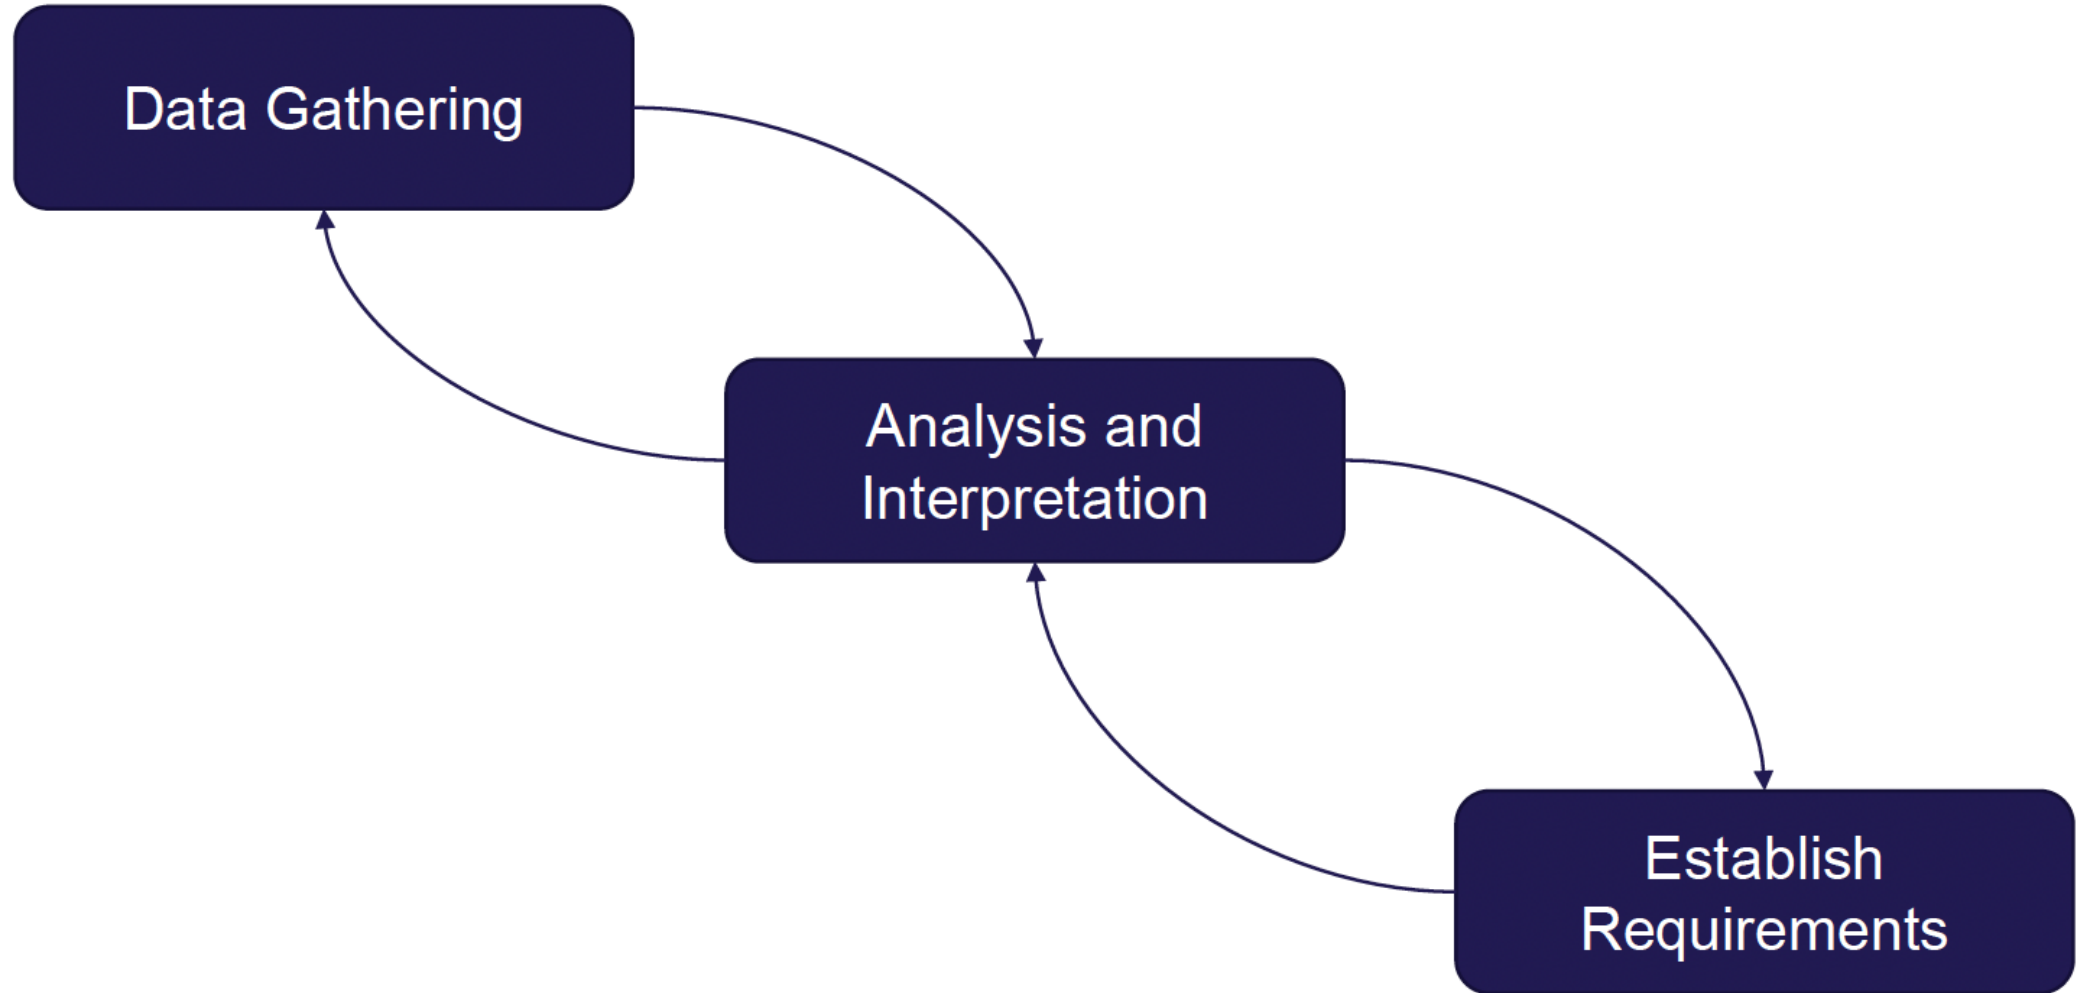 Data Gathering
Analysis and
Interpretation
Establish
Requirements